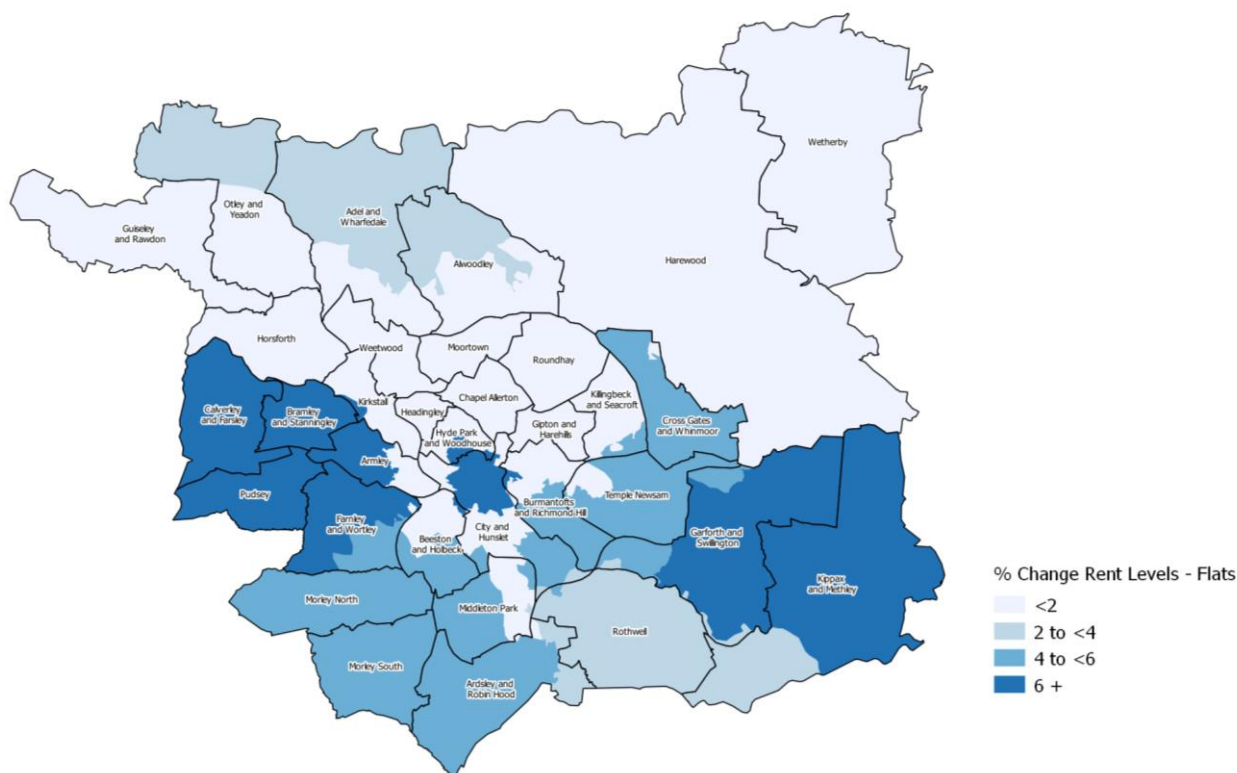 Wetherby
Otley and
Yeadon
Adel and
Wharfedale
Guiseley
and Rawdon
Alwoodley
Harewood
Horsforth
Weetwood
Moortown
Roundhay
Calverley
and Farsley
Bramley
and Stanningley
Kirkstall
Headingley
Chapel Allerton
Killingbeck
and Seacroft
Hyde Park
and Woodhouse
Gipton and
Harehills
Cross Gates
and Whinmoor
Armley
Pudsey
Farnley
and Wortley
Burmantofts
and Richmond Hill
Temple Newsam
Beeston
and Holbeck
City and
Hunslet
Garforth and
Swillington
Kippax
and Methley
Morley North
Middleton Park
Rothwell
Morley South
Ardsley and
Robin Hood
% Change Rent Levels - Flats
<2
2 to <4
4 to <6
6 +